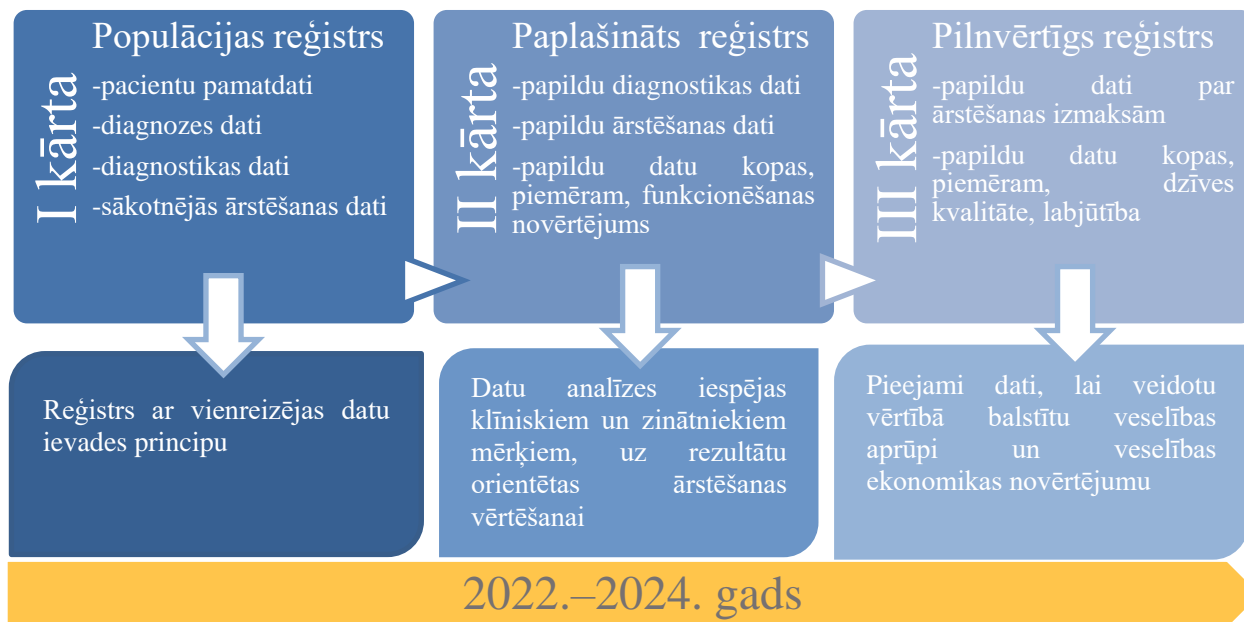 I kārta
Populācijas reģistrs
-pacientu pamatdati
-diagnozes dati
-diagnostikas dati
-sākotnējās ārstēšanas dati
II kārta
Paplašināts reģistrs
-papildu diagnostikas dati
-papildu ārstēšanas dati
-papildu datu kopas,
piemēram, funkcionēšanas
novērtējums
III kārta
Pilnvērtīgs reģistrs
-papildu dati par
ārstēšanas izmaksām
-papildu datu kopas,
piemēram, dzīves
kvalitāte, labjūtība
Reģistrs ar vienreizējas datu
ievades principu
Datu analīzes iespējas
klīniskiem un zinātniekiem
mērķiem, uz rezultātu
orientētas ārstēšanas
vērtēšanai
Pieejami dati, lai veidotu
vērtībā balstītu veselības
aprūpi un veselības
ekonomikas novērtējumu
2022.–2024. gads